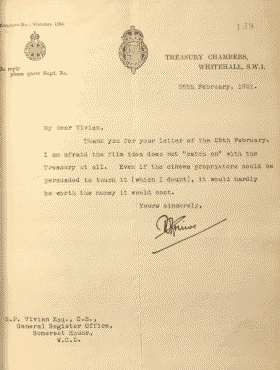 Telephone No.: Victoria 1234.
139
In reply
please quote Regd. No.
TREASURY CHAMBERS,
WHITEHALL, S.W.1.
February, 1921.
My dear Vivian,
Thank you for your letter of the 25th February.
I am afraid the film idea does not "catch on" with the
Treasury at all. Even if the cinema proprietors could be
persuaded to touch it (which I doubt), it would hardly
be worth the money it would cost.
Yours sincerely,
S.P. Vivian Esq., C.B.,
General Register Office,
Somerset House,
W.C.2.